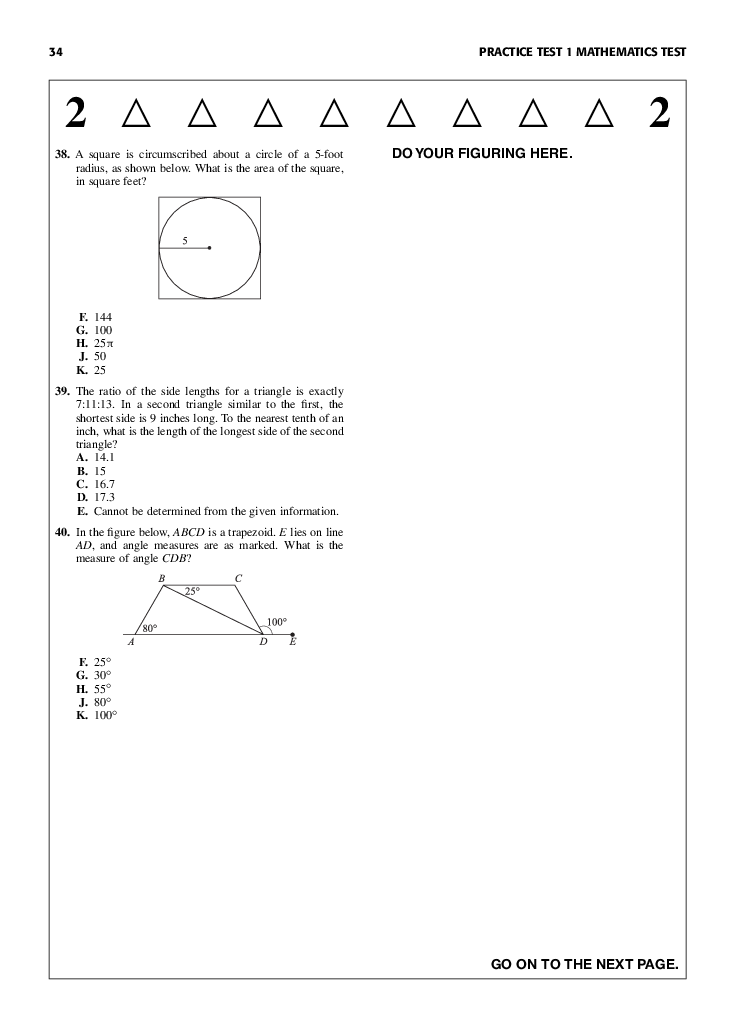 34
PRACTICE TEST 1 MATHEMATICS TEST
2
2
DO YOUR FIGURING HERE.
38. A square is circumscribed about a circle of a 5-foot
radius, as shown below. What is the area of the square,
in square feet?
5
F. 144
G. 100
H. 25π
J. 50
K. 25
39. The ratio of the side lengths for a triangle is exactly
7:11:13. In a second triangle similar to the first, the
shortest side is 9 inches long. To the nearest tenth of an
inch, what is the length of the longest side of the second
triangle?
A. 14.1
B. 15
C. 16.7
D. 17.3
E. Cannot be determined from the given information.
40. In the figure below, ABCD is a trapezoid. E lies on line
AD, and angle measures are as marked. What is the
measure of angle CDB?
B
C
25°
100°
80°
A
D
E
F. 25°
G. 30°
H. 55°
J. 80°
K. 100°
GO ON TO THE NEXT PAGE.